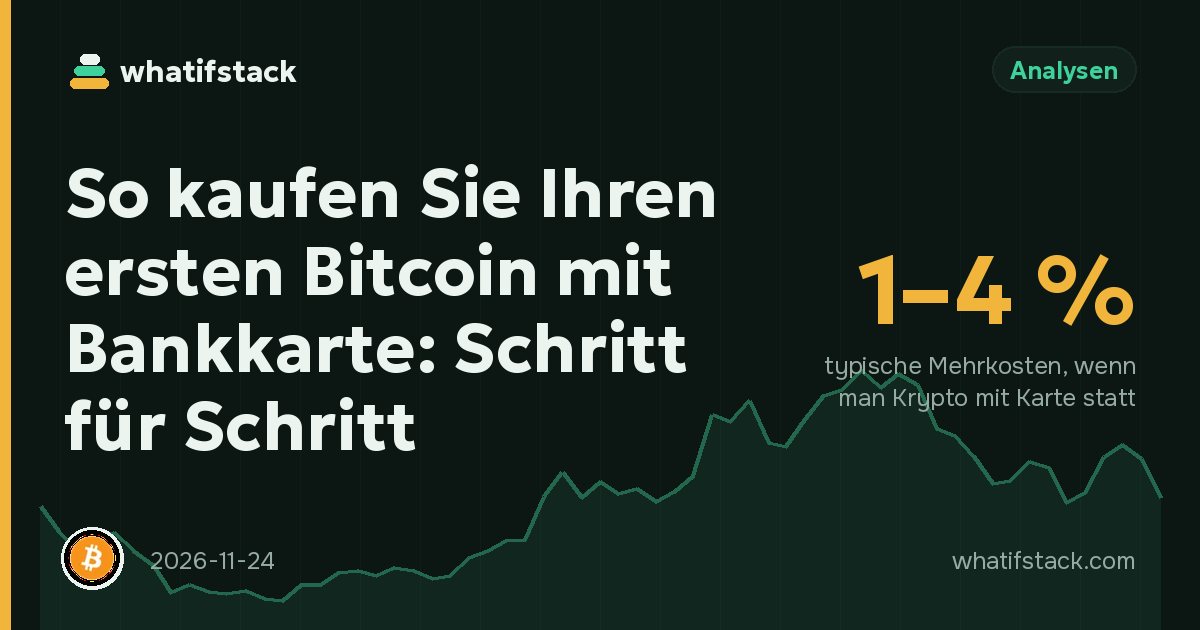 whatifstack
Analysen
So kaufen Sie Ihren
ersten Bitcoin mit
Bankkarte: Schritt
für Schritt
1–4 %
typische Mehrkosten, wenn
man Krypto mit Karte statt
2026-11-24
whatifstack.com